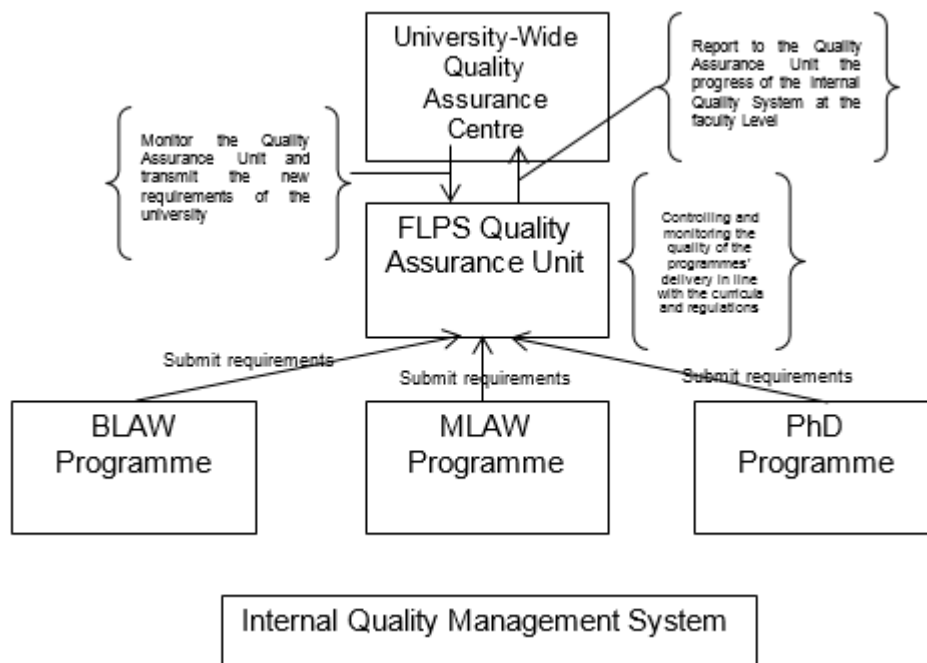 University-Wide
Quality
Assurance
Centre
Report to the Quality
Assurance Unit the
progress of the Internal
Quality System at the
faculty Level
Monitor the Quality
Assurance Unit and
transmit the new
requirements of the
university
FLPS Quality
Assurance Unit
Controlling and
monitoring the
quality of the
programmes'
delivery in line
with the curricula
and regulations
Submit requirements
Submit requirements
Submit requirements
BLAW
Programme
MLAW
Programme
PhD
Programme
Internal Quality Management System